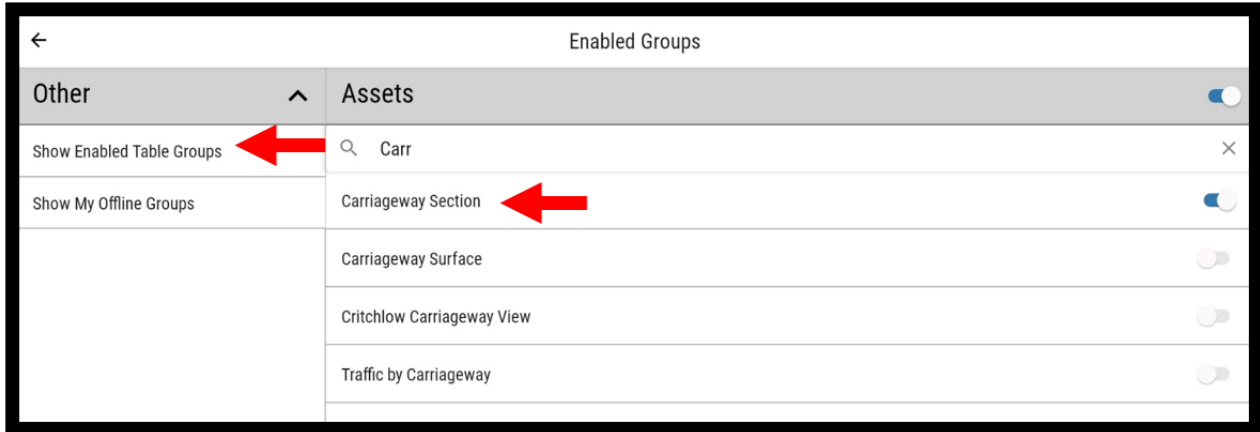 Enabled Groups
Other
Assets
Show Enabled Table Groups
Carr
Show My Offline Groups
Carriageway Section
Carriageway Surface
Critchlow Carriageway View
Traffic by Carriageway